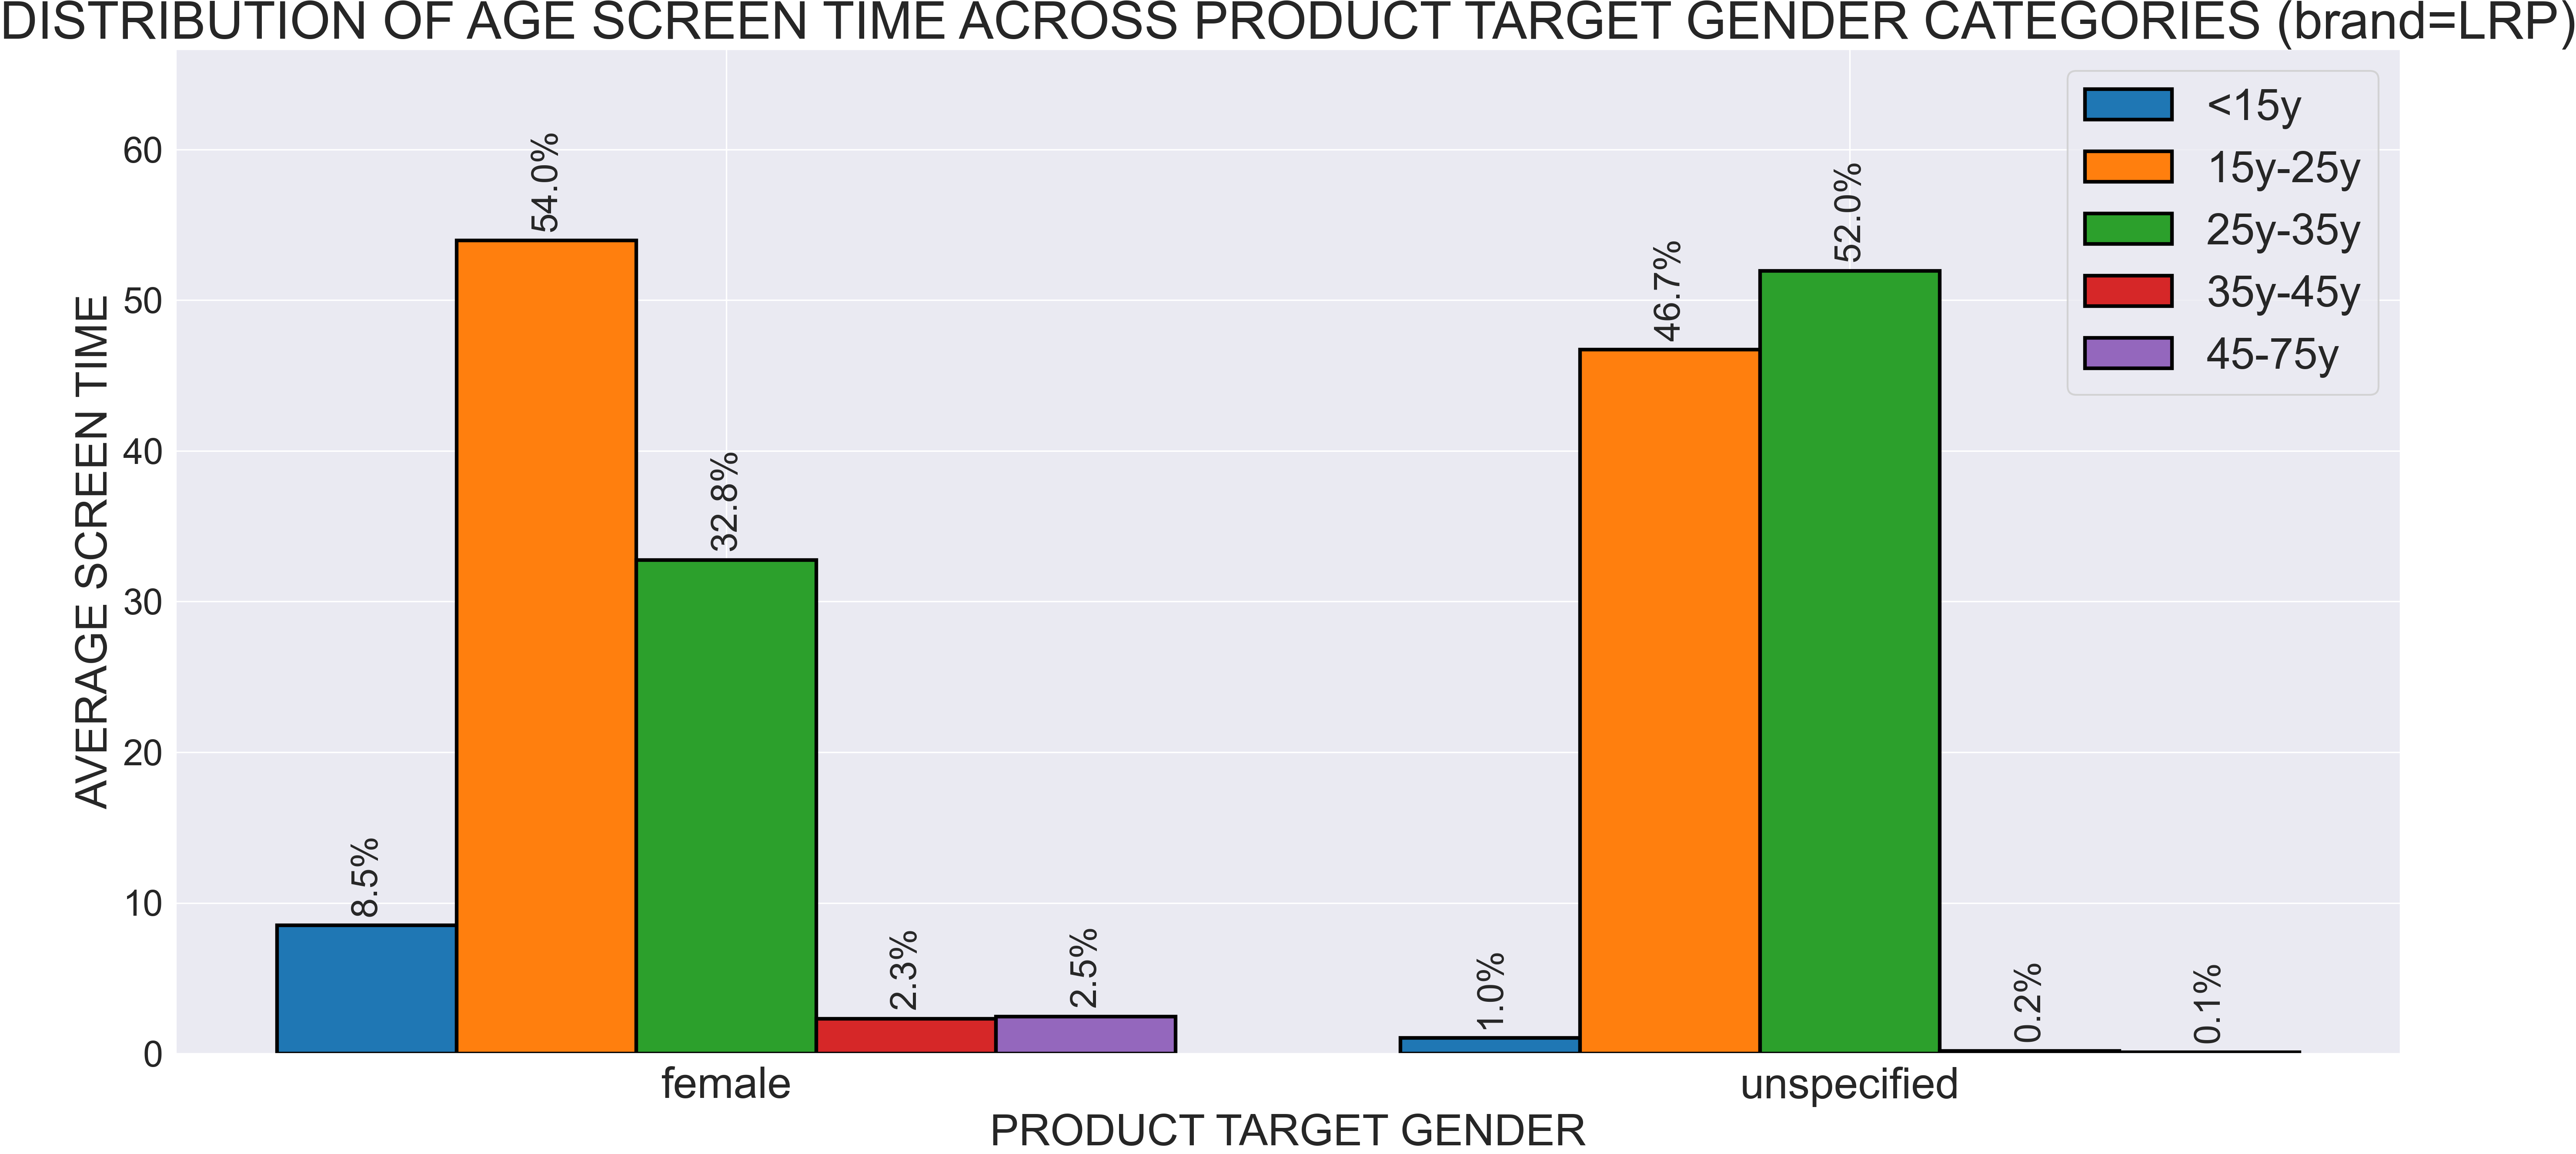 DISTRIBUTION OF AGE SCREEN TIME ACROSS PRODUCT TARGET GENDER CATEGORIES (brand=LRP)
<15y
15y-25y
25y-35y
35y-45y
45-75y
AVERAGE SCREEN TIME
60
50
40
30
20
10
0
8.5%
54.0%
32.8%
2.3%
2.5%
1.0%
46.7%
52.0%
0.2%
0.1%
female
unspecified
PRODUCT TARGET GENDER